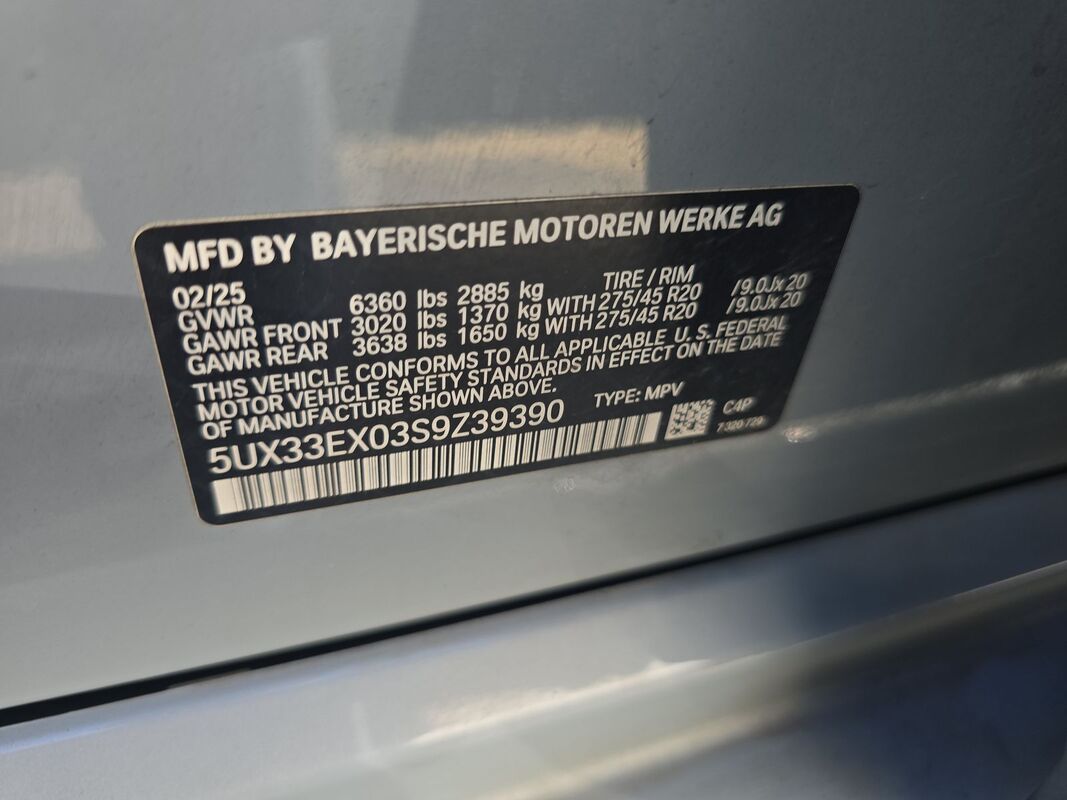 MFD BY BAYERISCHE MOTOREN WERKE AG
02/25 TIRE / RIM
GVWR 6360 lbs 2885 kg
GAWR FRONT 3020 lbs 1370 kg WITH 275/45 R20 /9.0Jx20
GAWR REAR 3638 lbs 1650 kg WITH 275/45 R20 /9.0Jx20
THIS VEHICLE CONFORMS TO ALL APPLICABLE U. S. FEDERAL
MOTOR VEHICLE SAFETY STANDARDS IN EFFECT ON THE DATE
OF MANUFACTURE SHOWN ABOVE.
5UX33EX03S9Z39390 TYPE: MPV C4P
7 320 729